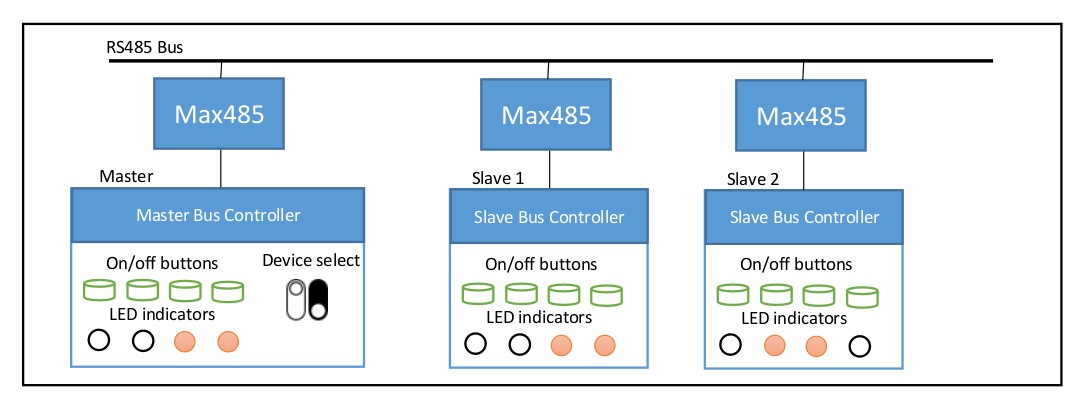 RS485 Bus
Max485
Max485
Max485
Master
Slave 1
Slave 2
Master Bus Controller
Slave Bus Controller
Slave Bus Controller
On/off buttons
Device select
On/off buttons
On/off buttons
LED indicators
LED indicators
LED indicators